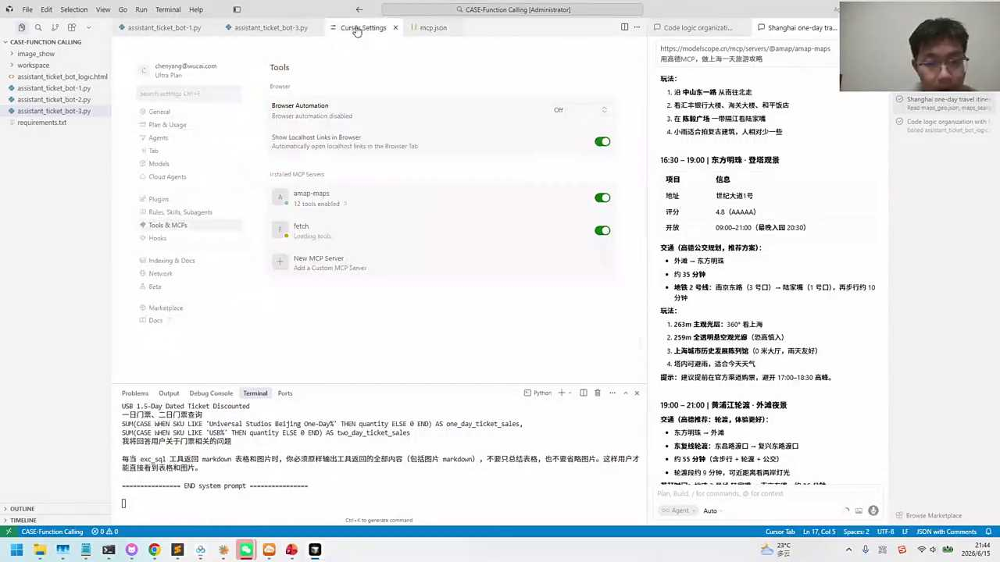 File Edit Selection View
CASE-Function Calling [Administrator]
CASE-FUNCTION CALLING
image_show
workspace
assistant_ticket_bot_logic.html
assistant_ticket_bot-1.py
assistant_ticket_bot-2.py
assistant_ticket_bot-3.py
requirements.txt
OUTLINE
TIMELINE
assistant_ticket_bot-1.py
assistant_ticket_bot-3.py
Cursor Settings
mcp.json
chenyang@wucai.com
Ultra Plan
Search settings Ctrl+F
General
Plan & Usage
Agents
Tab
Models
Cloud Agents
Plugins
Rules, Skills, Subagents
Tools & MCPs
Hooks
Indexing & Docs
Network
Beta
Marketplace
Docs
Tools
Browser
Browser Automation
Browser automation disabled
Off
Show Localhost Links in Browser
Automatically open localhost links in the Browser Tab
Installed MCP Servers
A
amap-maps
12 tools enabled
F
fetch
Loading tools
New MCP Server
Add a Custom MCP Server
Problems Output Debug Console Terminal Ports
Python
USB 1.5-Day Dated Ticket Discounted
一日门票、二日门票查询
SUM(CASE WHEN SKU LIKE 'Universal Studios Beijing One-Day%' THEN quantity ELSE 0 END) AS one_day_ticket_sales,
SUM(CASE WHEN SKU LIKE 'USB%' THEN quantity ELSE 0 END) AS two_day_ticket_sales
我将回答用户关于门票相关的问题
每当 exc_sql 工具返回 markdown 表格和图片时，你必须原样输出工具返回的全部内容（包括图片 markdown），不要只总结表格，也不要省略图片。这样用户才
能直接看到表格和图片。
================ END system prompt ================
Ctrl+K to generate command
Code logic organizati...
Shanghai one-day tra...
https://modelscope.cn/mcp/servers/@amap/amap-maps
用高德MCP，做上海一天旅游攻略
玩法：
1. 沿 中山东一路 从南往北走
2. 看汇丰银行大楼、海关大楼、和平饭店
3. 在 陈毅广场 一带隔江看陆家嘴
4. 小雨适合拍复古建筑，人相对少一些
16:30 – 19:00 | 东方明珠 · 登塔观景
项目 信息
地址 世纪大道1号
评分 4.8（AAAAA）
开放 09:00–21:00（最晚入园 20:30）
交通（高德公交规划，推荐方案）：
外滩 → 东方明珠
约 35 分钟
地铁 2 号线：南京东路（3 号口）→ 陆家嘴（1 号口），再步行约 10
分钟
玩法：
1. 263m 主观光层：360° 看上海
2. 259m 全透明悬空观光廊（恐高慎入）
3. 上海城市历史发展陈列馆（0 米大厅，雨天友好）
4. 塔内可避雨，适合今天天气
提示：建议提前在官方渠道购票，避开 17:00–18:30 高峰。
19:00 – 21:00 | 黄浦江轮渡 · 外滩夜景
交通（高德推荐：轮渡，体验更好）：
东方明珠 → 外滩
东复线轮渡：东昌路渡口 → 复兴东路渡口
约 55 分钟（含步行 + 轮渡 + 公交）
轮渡段约 9 分钟，可近距离看两岸灯光
Plan, Build, / for commands, @ for context
Agent Auto
Shanghai one-day travel itine...
Read maps_geo.json, maps_sear
Code logic organization with
Edited assistant_ticket_bot_logic.
Browse Marketplace
CASE-Function Calling 0 0
Cursor Tab Ln 17, Col 5 Spaces: 2 UTF-8 LF JSON with Comments
23°C
多云
21:44
2026/6/15